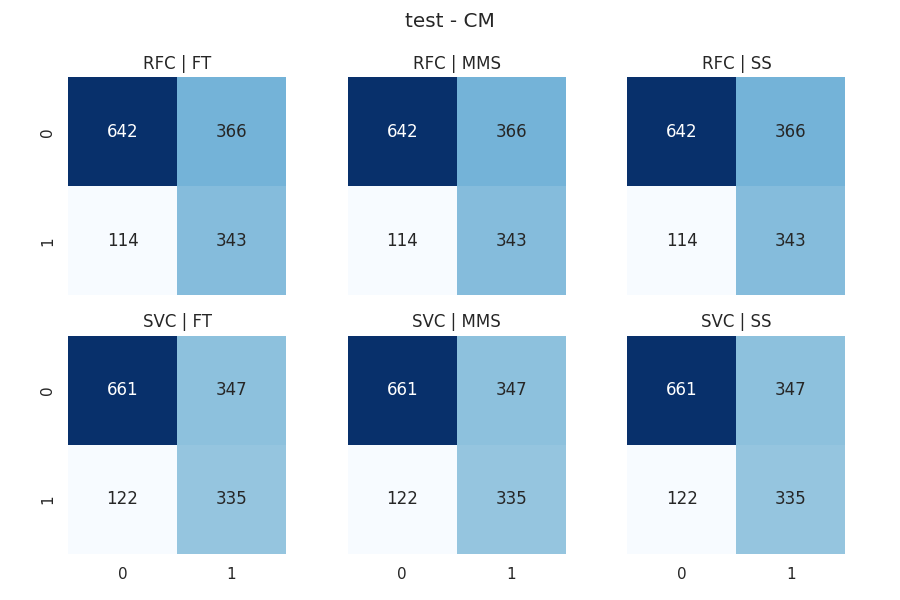 test - CM
RFC | FT
RFC | MMS
RFC | SS
0
642 366
642 366
642 366
1
114 343
114 343
114 343
SVC | FT
SVC | MMS
SVC | SS
0
661 347
661 347
661 347
1
122 335
122 335
122 335
0 1
0 1
0 1